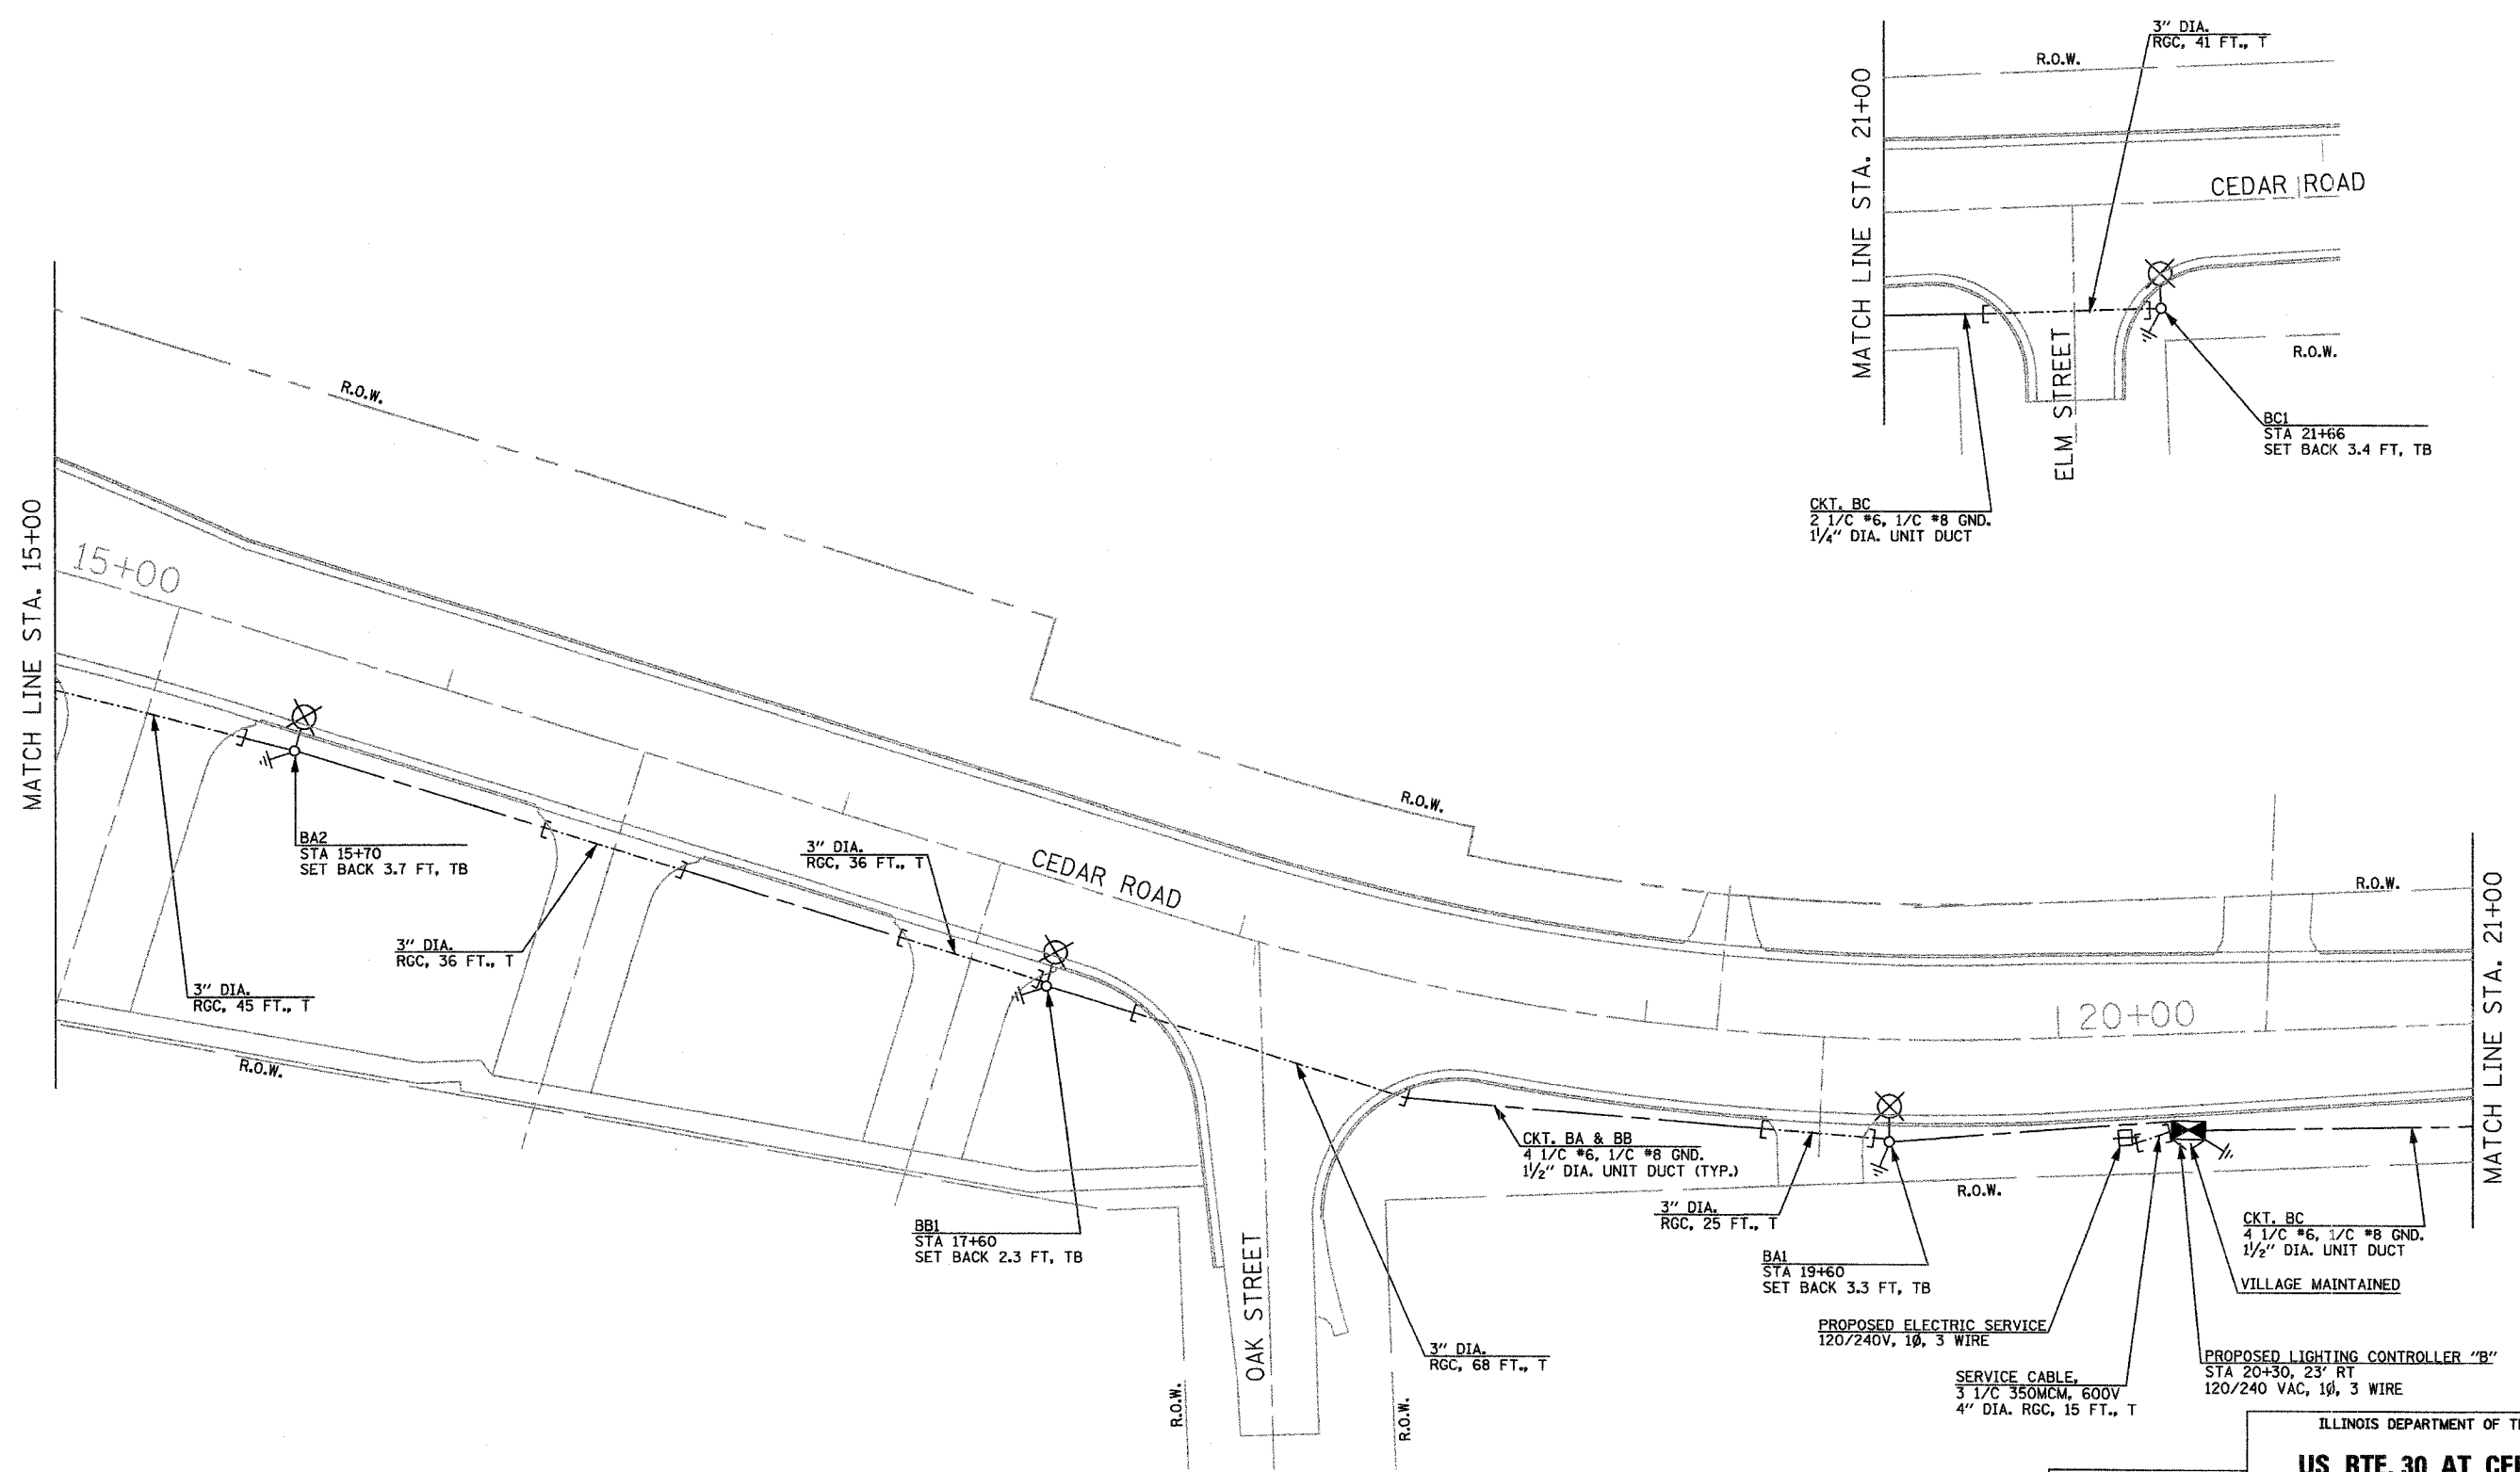 3" DIA.
RGC, 41 FT., T
R.O.W.
MATCH LINE STA. 21+00
CEDAR ROAD
R.O.W.
ELM STREET
BC1
STA 21+66
SET BACK 3.4 FT, TB
CKT. BC
2 1/C #6, 1/C #8 GND.
1¼" DIA. UNIT DUCT
R.O.W.
MATCH LINE STA. 15+00
15+00
BA2
STA 15+70
SET BACK 3.7 FT, TB
3" DIA.
RGC, 36 FT., T
CEDAR ROAD
R.O.W.
R.O.W.
MATCH LINE STA. 21+00
3" DIA.
RGC, 36 FT., T
3" DIA.
RGC, 45 FT., T
R.O.W.
20+00
CKT. BA & BB
4 1/C #6, 1/C #8 GND.
1½" DIA. UNIT DUCT (TYP.)
R.O.W.
3" DIA.
RGC, 25 FT., T
BB1
STA 17+60
SET BACK 2.3 FT, TB
OAK STREET
BA1
STA 19+60
SET BACK 3.3 FT, TB
CKT. BC
4 1/C #6, 1/C #8 GND.
1½" DIA. UNIT DUCT
VILLAGE MAINTAINED
PROPOSED ELECTRIC SERVICE
120/240V, 1Ø, 3 WIRE
3" DIA.
RGC, 68 FT., T
PROPOSED LIGHTING CONTROLLER "B"
STA 20+30, 23' RT
120/240 VAC, 1Ø, 3 WIRE
SERVICE CABLE,
3 1/C 350MCM, 600V
4" DIA. RGC, 15 FT., T
R.O.W.
R.O.W.
ILLINOIS DEPARTMENT OF
US RTE. 30 AT